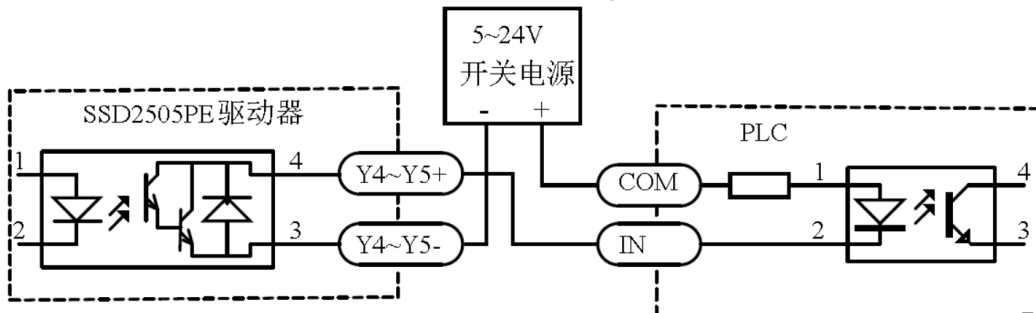 5~24V
开关电源
- +
SSD2505PE驱动器
PLC
1
4
Y4~Y5+
COM
1
4
2
3
Y4~Y5-
IN
2
3